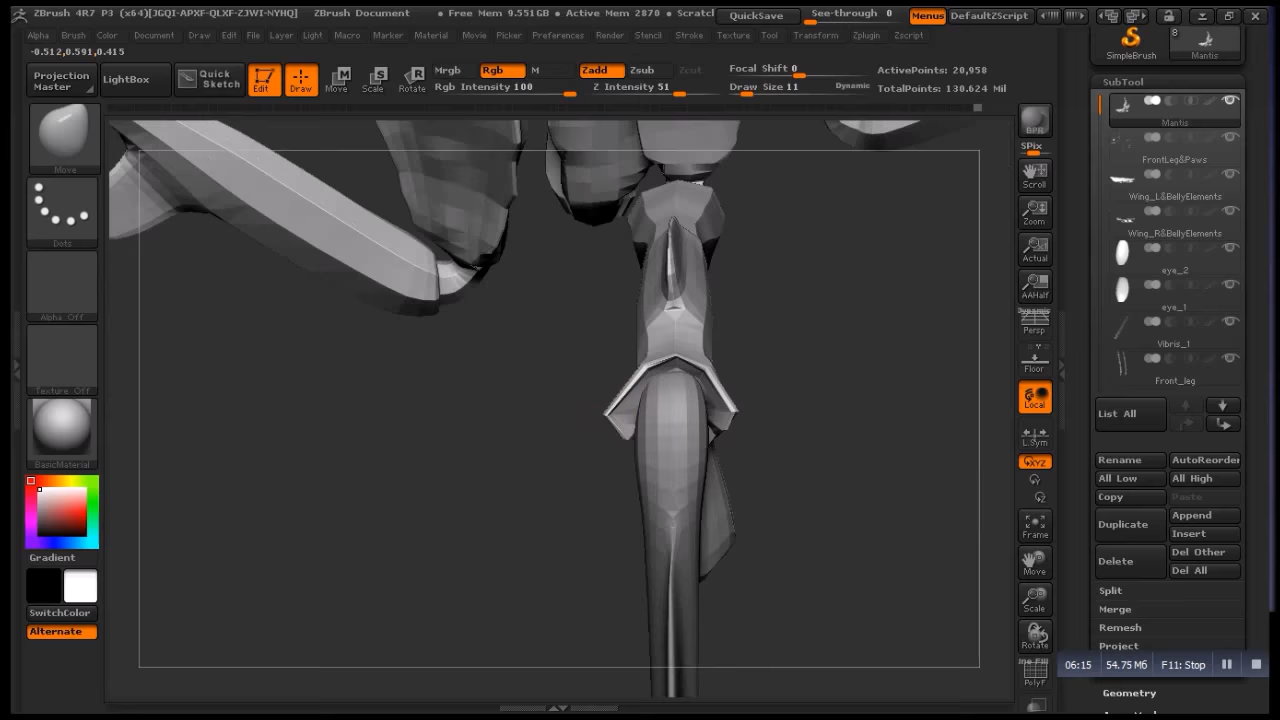 ZBrush 4R7 P3 (x64)[JGQI-APXF-QLXF-ZJWI-NYHQ] ZBrush Document • Free Mem 9.551GB • Active Mem 2870 • Scratcl QuickSave See-through 0 Menus DefaultZScript
Alpha Brush Color Document Draw Edit File Layer Light Macro Marker Material Movie Picker Preferences Render Stencil Stroke Texture Tool Transform Zplugin Zscript
-0.512,0.591,0.415
Projection Master
LightBox
Quick Sketch
Edit
Draw
Move
Scale
Rotate
Mrgb Rgb M
Rgb Intensity 100
Zadd Zsub Zcut
Z Intensity 51
Focal Shift 0
Draw Size 11 Dynamic
ActivePoints: 20,958
TotalPoints: 130.624 Mil
Move
Dots
Alpha Off
Texture Off
BasicMaterial
Gradient
SwitchColor
Alternate
BPR
SPix
Scroll
Zoom
Actual
AAHalf
Dynamic
Persp
Floor
Local
L.Sym
XYZ
Frame
Move
Scale
Rotate
PolyF
SimpleBrush
8
Mantis
SubTool
Mantis
FrontLeg&Paws
Wing_L&BellyElements
Wing_R&BellyElements
eye_2
eye_1
Vibris_1
Front_leg
List All
Rename AutoReorder
All Low All High
Copy Paste
Duplicate Append
Insert
Delete Del Other
Del All
Split
Merge
Remesh
Project
06:15 54.75Мб F11: Stop
Geometry